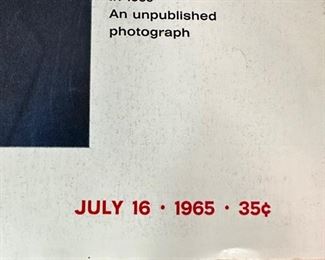 An unpublished
photograph
JULY 16 • 1965 • 35¢